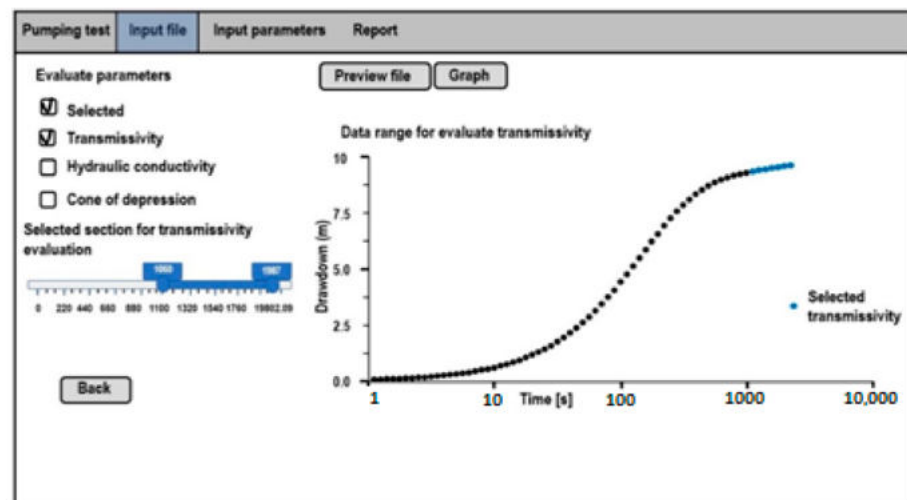 Pumping test Input file Input parameters Report
Evaluate parameters
Preview file Graph
Selected
Transmissivity
Hydraulic conductivity
Cone of depression
Selected section for transmissivity
evaluation
1060 1987
0 220 440 660 880 1100 1320 1540 1760 19802.09
Back
Data range for evaluate transmissivity
Drawdown (m)
10
7.5
5.0
2.5
0.0
1 10 100 1000 10,000
Time [s]
Selected
transmissivity